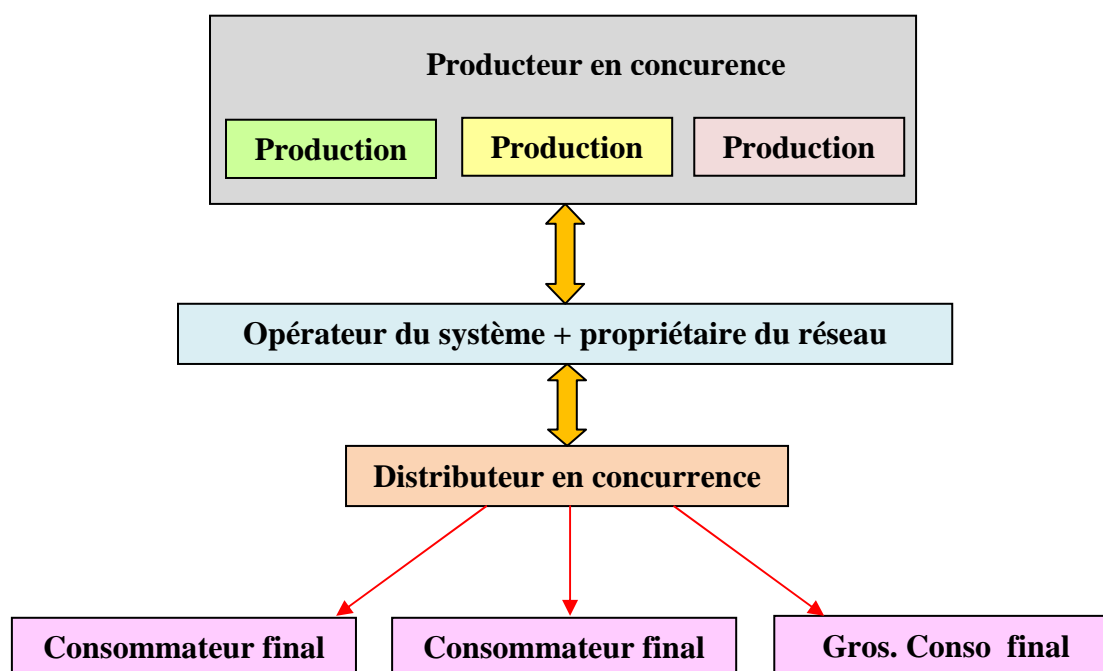 Producteur en concurence
Production
Production
Production
Opérateur du système + propriétaire du réseau
Distributeur en concurrence
Consommateur final
Consommateur final
Gros. Conso final